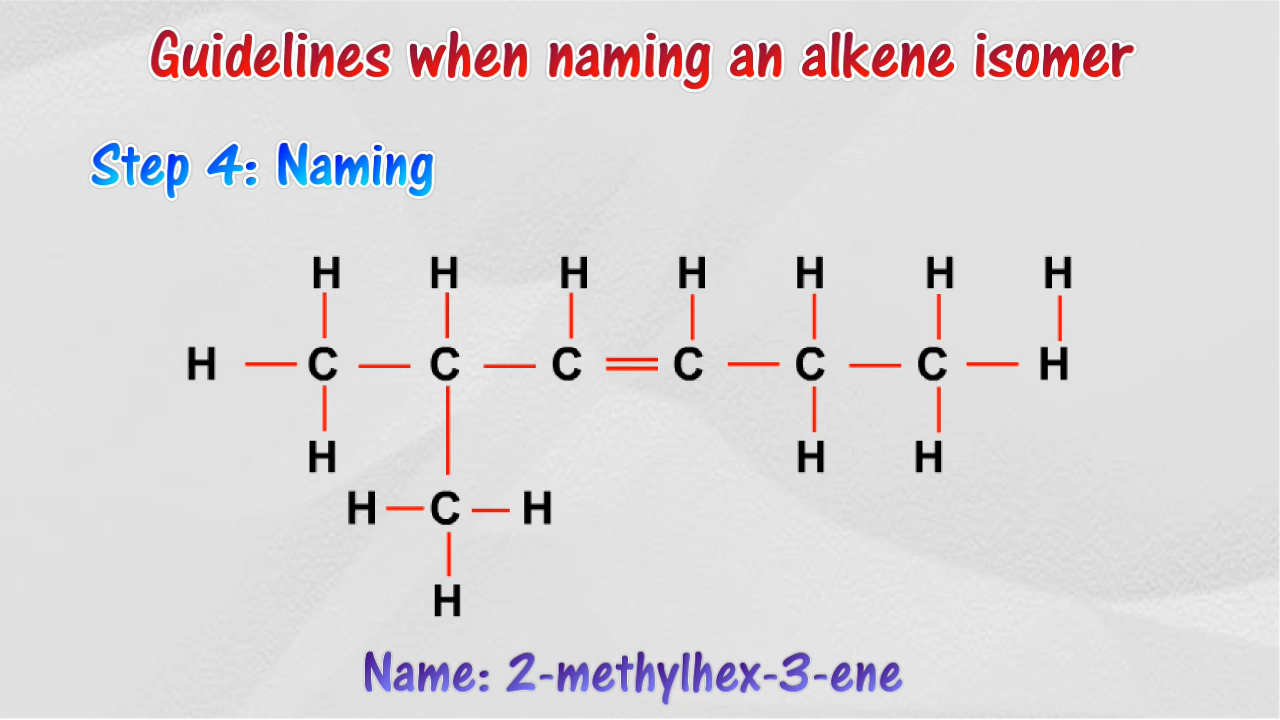 Guidelines when naming an alkene isomer
Step 4: Naming
H H H H H H H
H C C C C C C H
H H H
H C H
H
Name: 2-methylhex-3-ene